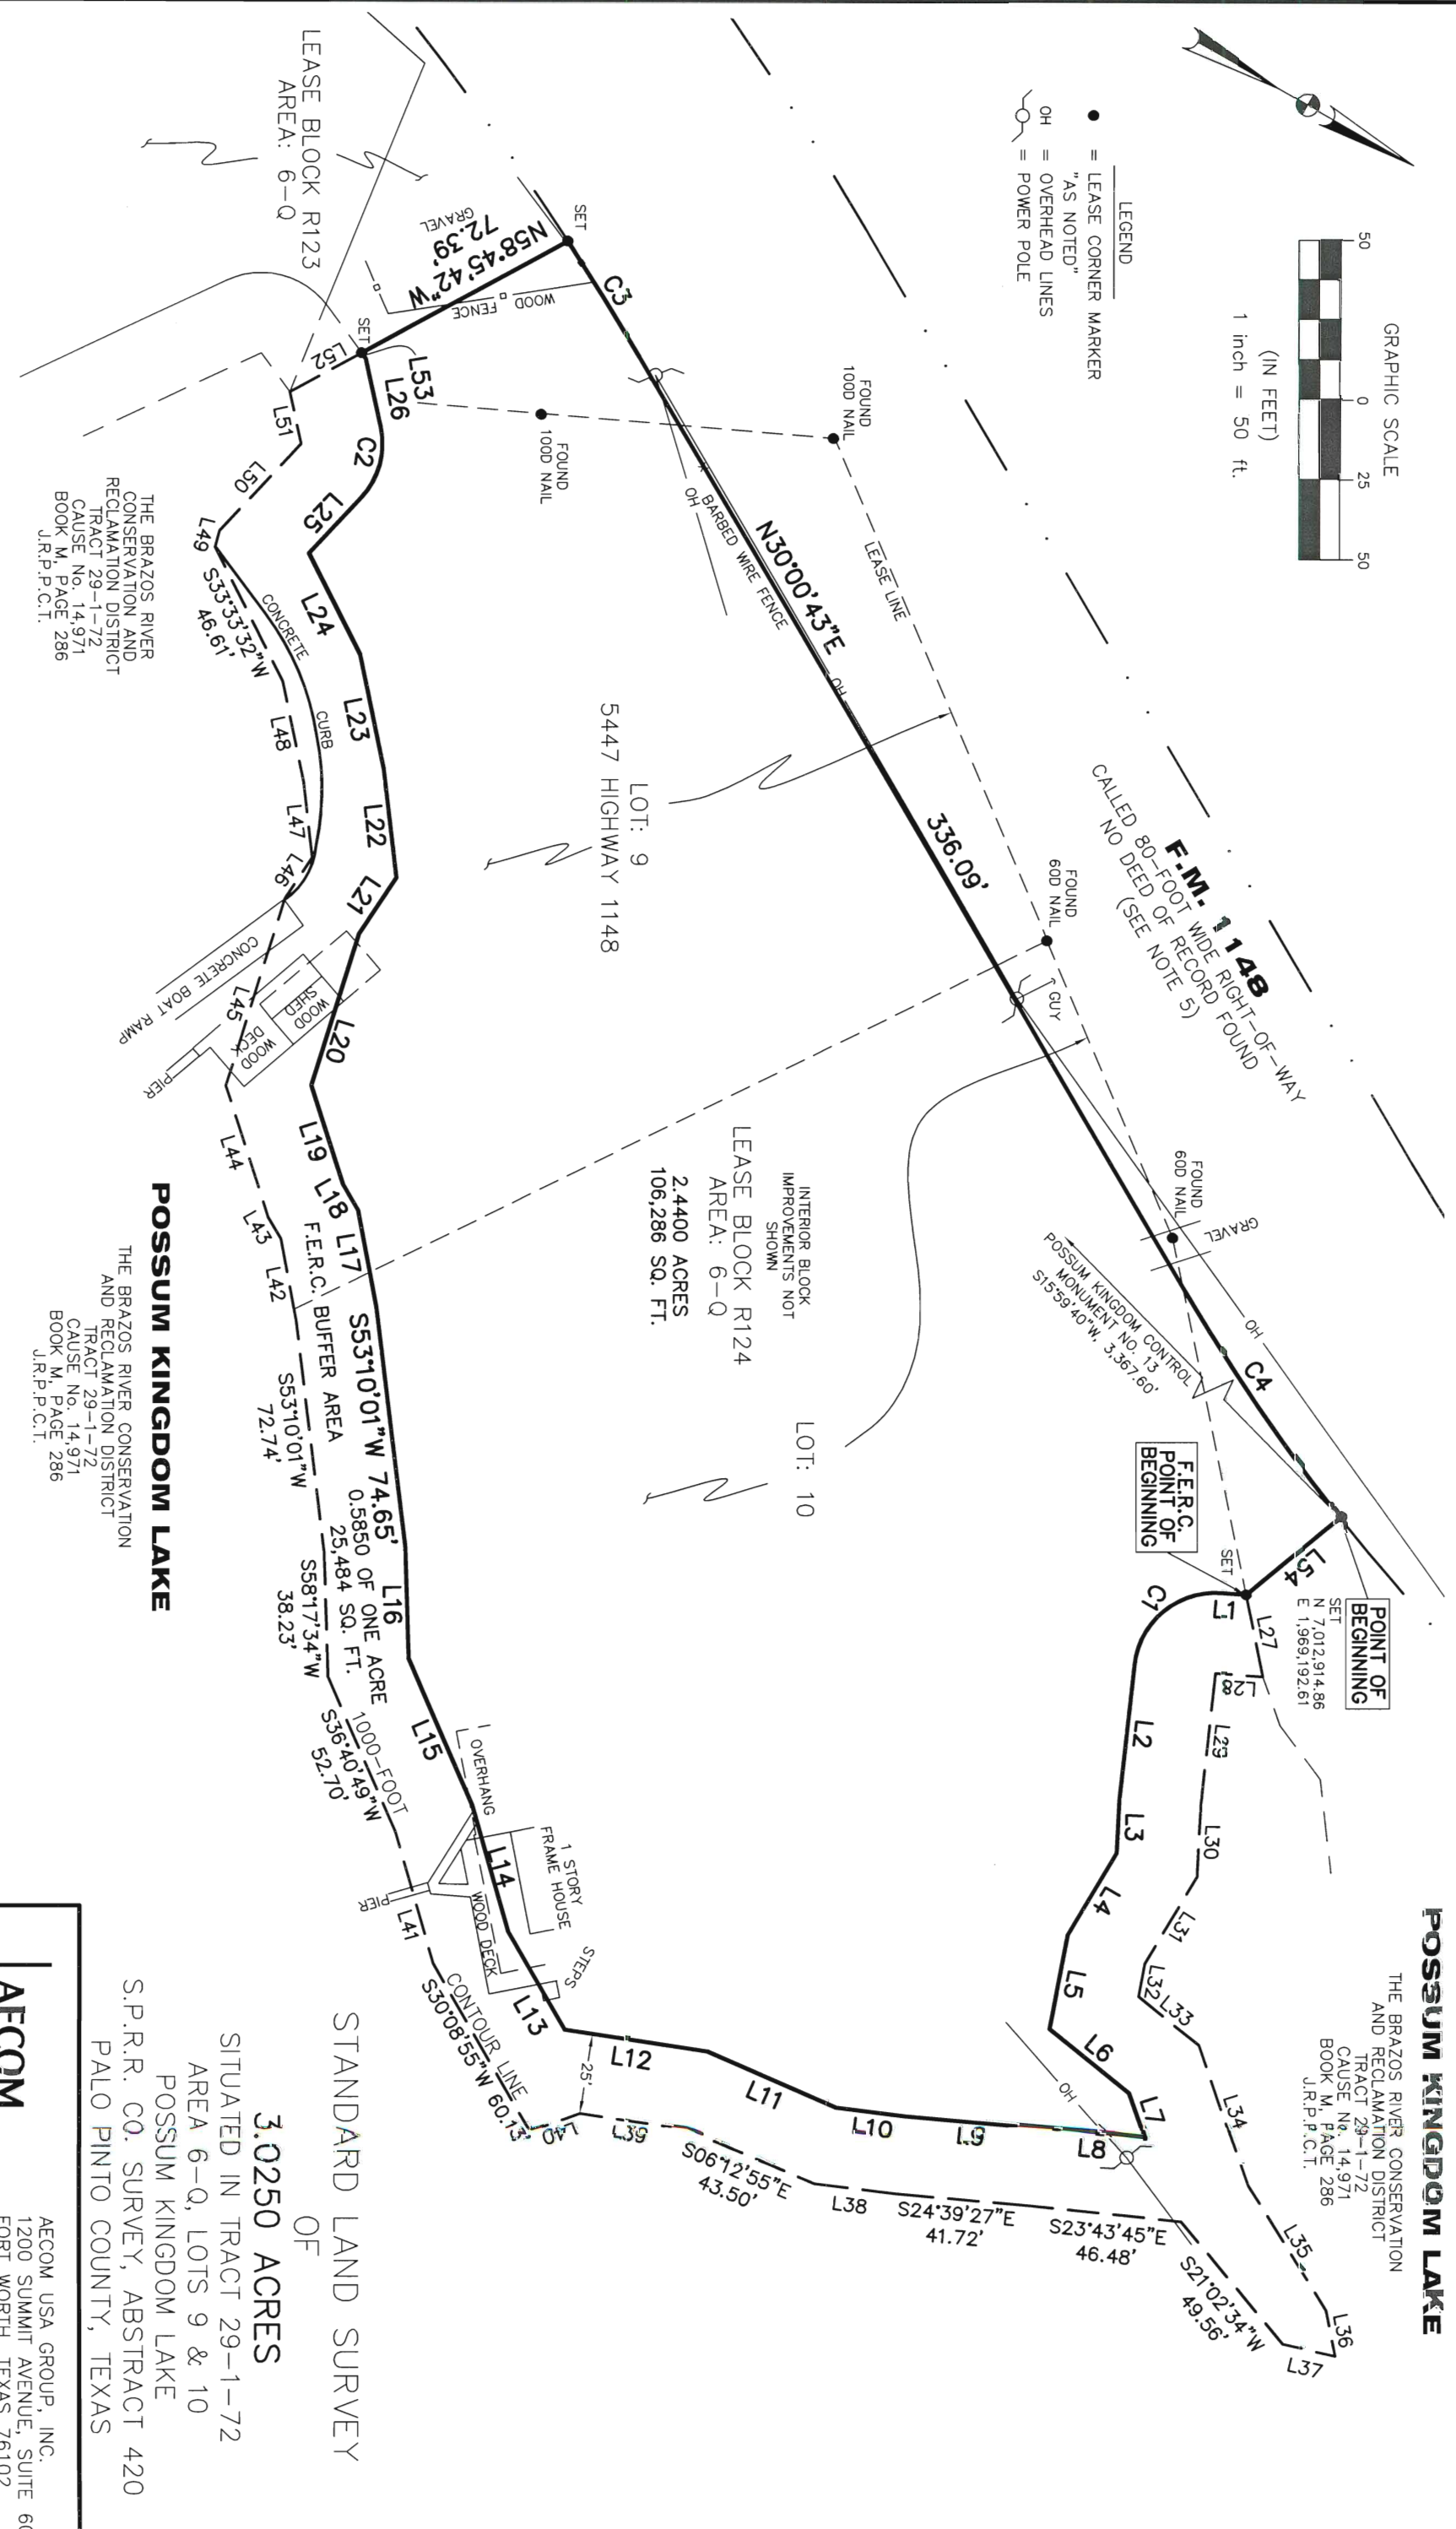 GRAPHIC SCALE
50
0
25
50
(IN FEET)
1 inch = 50 ft.
LEGEND
= LEASE CORNER MARKER
"AS NOTED"
OH = OVERHEAD LINES
= POWER POLE
POSSUM KINGDOM LAKE
THE BRAZOS RIVER CONSERVATION
AND RECLAMATION DISTRICT
TRACT 29-1-72
CAUSE No. 14,971
BOOK M, PAGE 286
J.R.P.P.C.T.
F.M. 1148
CALLED 80-FOOT WIDE RIGHT-OF-WAY
NO DEED OF RECORD FOUND
(SEE NOTE 5)
POINT OF
BEGINNING
SET
N 7,012,914.86
E 1,969,192.61
L54
F.E.R.C.
POINT OF
BEGINNING
SET
L1
L27
L28
L29
L30
L31
L32
L33
L34
L35
L36
L37
C1
L2
L3
L4
L5
L6
L7
OH
L8
L9
L10
L11
L12
L13
S21°02'34"W
49.56'
S23°43'45"E
46.48'
S24°39'27"E
41.72'
L38
S06°12'55"E
43.50'
L39
L40
25'
OH
C4
POSSUM KINGDOM CONTROL
MONUMENT NO. 13
S15°59'40"W, 3,367.60'
GRAVEL
FOUND
60D NAIL
FOUND
60D NAIL
GUY
336.09'
N30°00'43"E
LEASE LINE
BARBED WIRE FENCE
OH
OH
FOUND
100D NAIL
FOUND
100D NAIL
C3
SET
N58°45'42"W
72.39'
GRAVEL
WOOD FENCE
SET
LEASE BLOCK R123
AREA: 6-Q
L52
L53
L26
C2
L25
L51
L50
L49
L24
L23
L22
L21
L20
L19
L18
L17
LOT: 9
5447 HIGHWAY 1148
INTERIOR BLOCK
IMPROVEMENTS NOT
SHOWN
LEASE BLOCK R124
AREA: 6-Q
2.4400 ACRES
106,286 SQ. FT.
LOT: 10
S33°33'32"W
46.61'
CONCRETE
CURB
L48
L47
L46
CONCRETE BOAT RAMP
L45
WOOD
SHED
WOOD
DECK
PIER
L44
L43
L42
F.E.R.C. BUFFER AREA
0.5850 OF ONE ACRE
25,484 SQ. FT.
S53°10'01"W 74.65'
L16
S53°10'01"W
72.74'
S58°17'34"W
38.23'
1000-FOOT
S36°40'49"W
52.70'
L15
OVERHANG
1 STORY
FRAME HOUSE
L14
WOOD DECK
STEPS
PIER
L41
CONTOUR LINE
S30°08'55"W 60.13'
THE BRAZOS RIVER
CONSERVATION AND
RECLAMATION DISTRICT
TRACT 29-1-72
CAUSE No. 14,971
BOOK M, PAGE 286
J.R.P.P.C.T.
POSSUM KINGDOM LAKE
THE BRAZOS RIVER CONSERVATION
AND RECLAMATION DISTRICT
TRACT 29-1-72
CAUSE No. 14,971
BOOK M, PAGE 286
J.R.P.P.C.T.
STANDARD LAND SURVEY
OF
3.0250 ACRES
SITUATED IN TRACT 29-1-72
AREA 6-Q, LOTS 9 & 10
POSSUM KINGDOM LAKE
S.P.R.R. CO. SURVEY, ABSTRACT 420
PALO PINTO COUNTY, TEXAS
AECOM
AECOM USA GROUP, INC.
1200 SUMMIT AVENUE, SUITE
FORT WORTH, TEXAS 76102